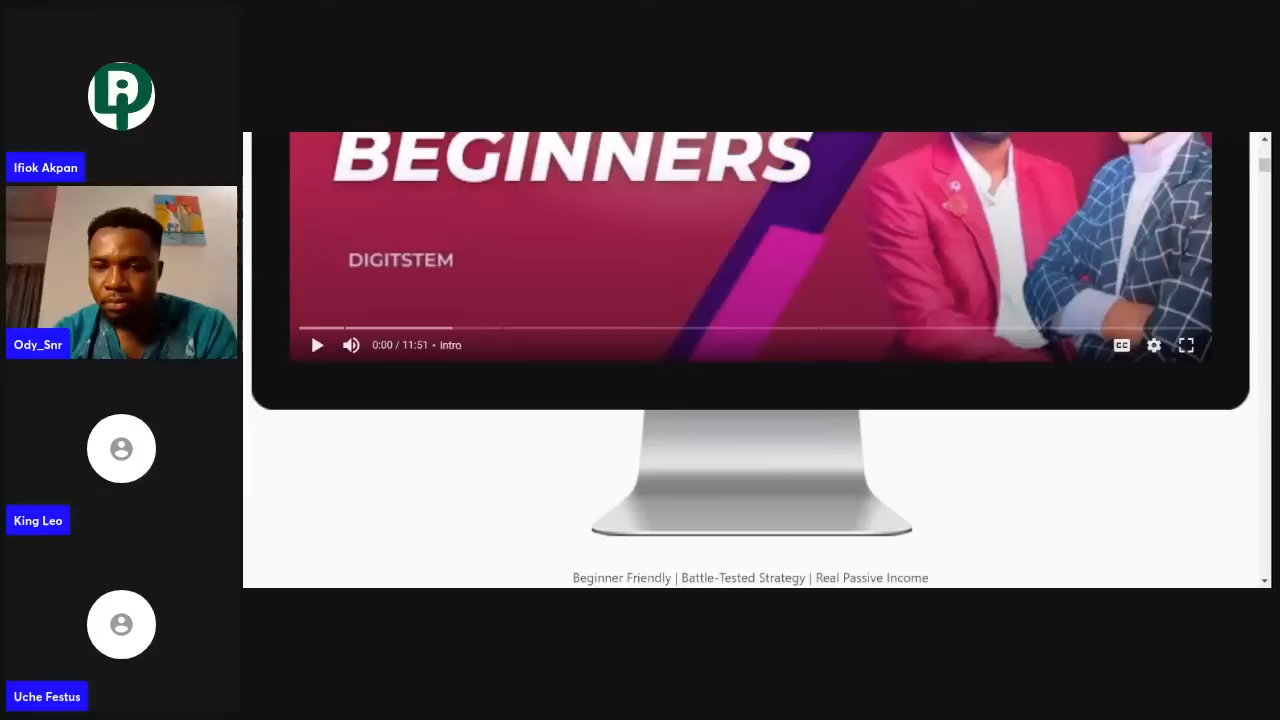 Ifiok Akpan
Ody_Snr
King Leo
Uche Festus
BEGINNERS
DIGITSTEM
0:00 / 11:51 • Intro
CC
Beginner Friendly | Battle-Tested Strategy | Real Passive Income